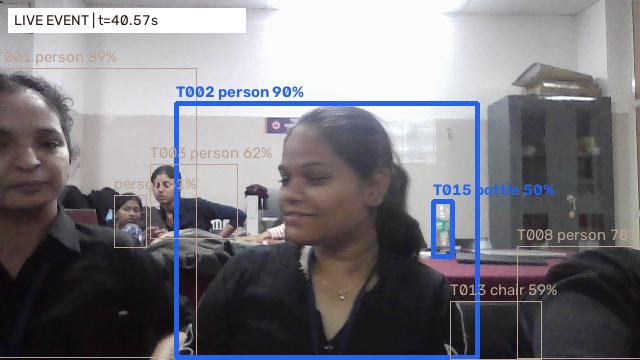 LIVE EVENT | t=40.57s
T001 person 89%
T002 person 90%
T003 person 62%
T015 bottle 50%
T008 person 78%
T013 chair 59%